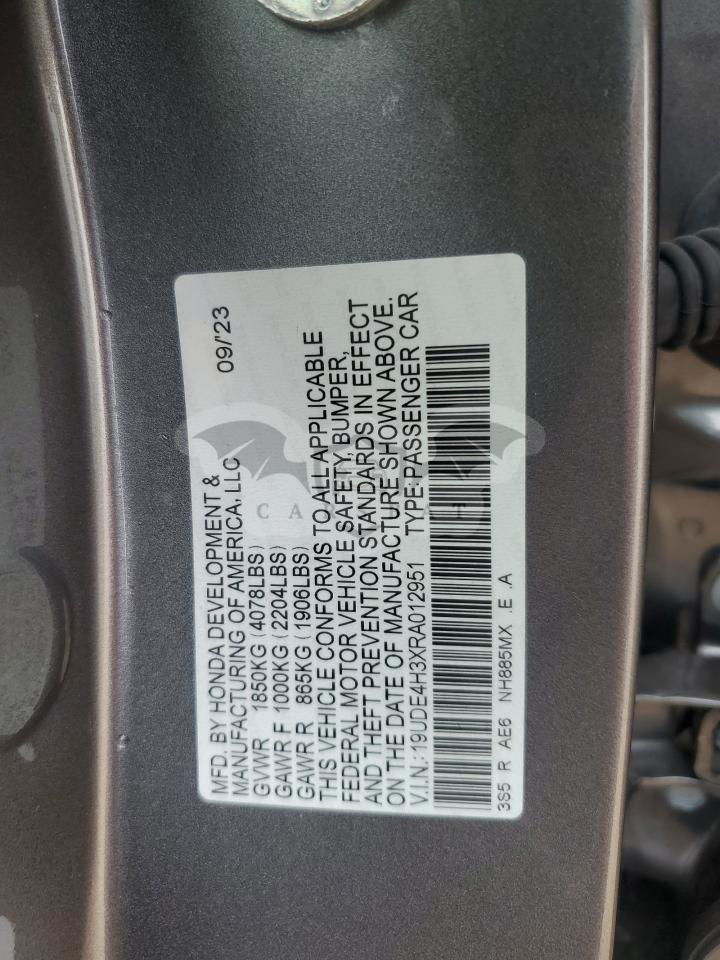 MFD. BY HONDA DEVELOPMENT &
MANUFACTURING OF AMERICA, LLC 09/'23
GVWR 1850KG (4078LBS)
GAWR F 1000KG (2204LBS)
GAWR R 865KG (1906LBS)
THIS VEHICLE CONFORMS TO ALL APPLICABLE
FEDERAL MOTOR VEHICLE SAFETY, BUMPER,
AND THEFT PREVENTION STANDARDS IN EFFECT
ON THE DATE OF MANUFACTURE SHOWN ABOVE.
V.I.N.: 19UDE4H3XRA012951 TYPE: PASSENGER CAR
3S5 R AE6 NH885MX .E .A